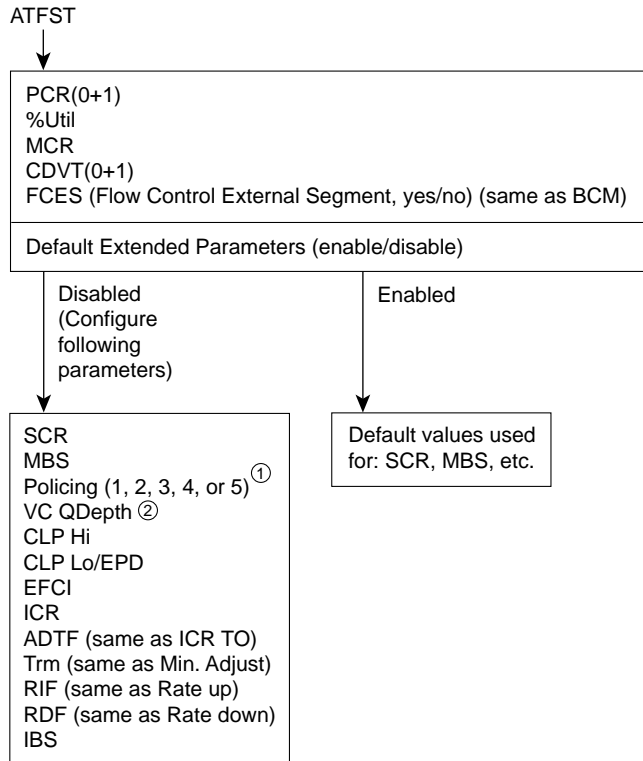 ATFST
PCR(0+1)
%Util
MCR
CDVT(0+1)
FCES (Flow Control External Segment, yes/no) (same as BCM)
Default Extended Parameters (enable/disable)
Disabled
(Configure
following
parameters)
Enabled
SCR
MBS
Policing (1, 2, 3, 4, or 5) ①
VC QDepth ②
CLP Hi
CLP Lo/EPD
EFCI
ICR
ADTF (same as ICR TO)
Trm (same as Min. Adjust)
RIF (same as Rate up)
RDF (same as Rate down)
IBS
Default values used
for: SCR, MBS, etc.